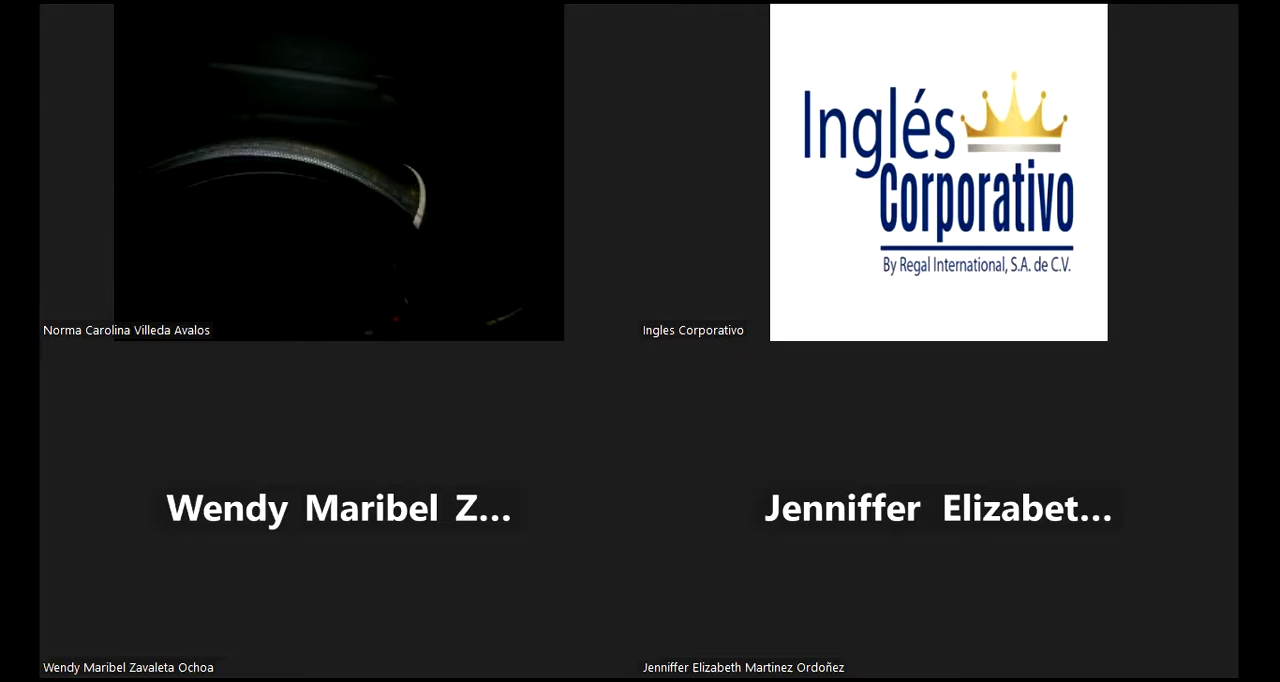 Inglés
Corporativo
By Regal International, S.A. de C.V.
Norma Carolina Villeda Avalos
Ingles Corporativo
Wendy Maribel Z...
Jenniffer Elizabet...
Wendy Maribel Zavaleta Ochoa
Jenniffer Elizabeth Martinez Ordoñez